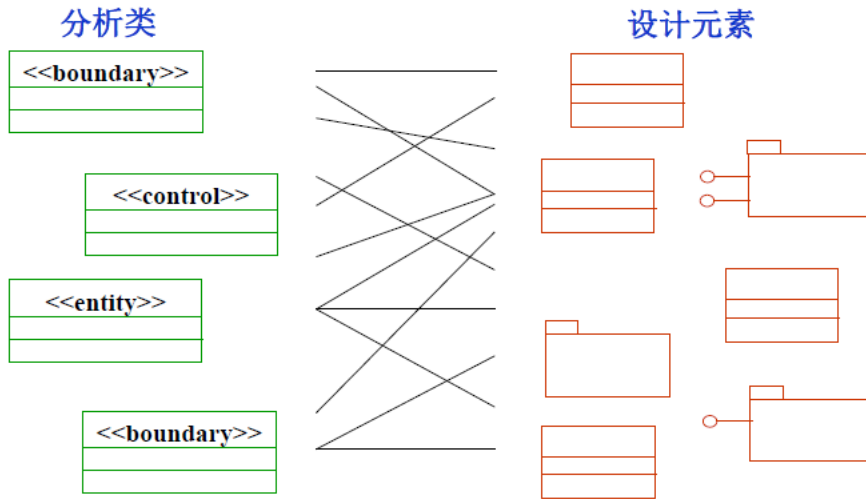 分析类
设计元素
<<boundary>>
<<control>>
<<entity>>
<<boundary>>